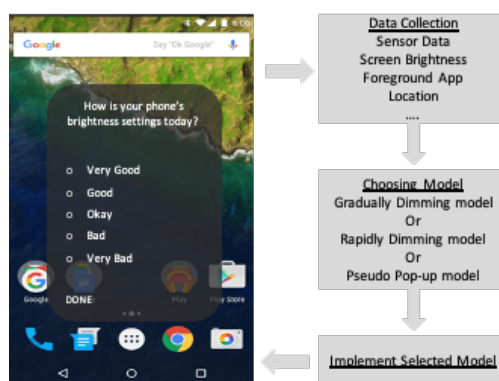 6:00
Google
Say "Ok Google"
How is your phone's
brightness settings today?
o Very Good
o Good
o Okay
o Bad
o Very Bad
Google
Play
Play Store
DONE
Data Collection
Sensor Data
Screen Brightness
Foreground App
Location
....
Choosing Model
Gradually Dimming model
Or
Rapidly Dimming model
Or
Pseudo Pop-up model
Implement Selected Model